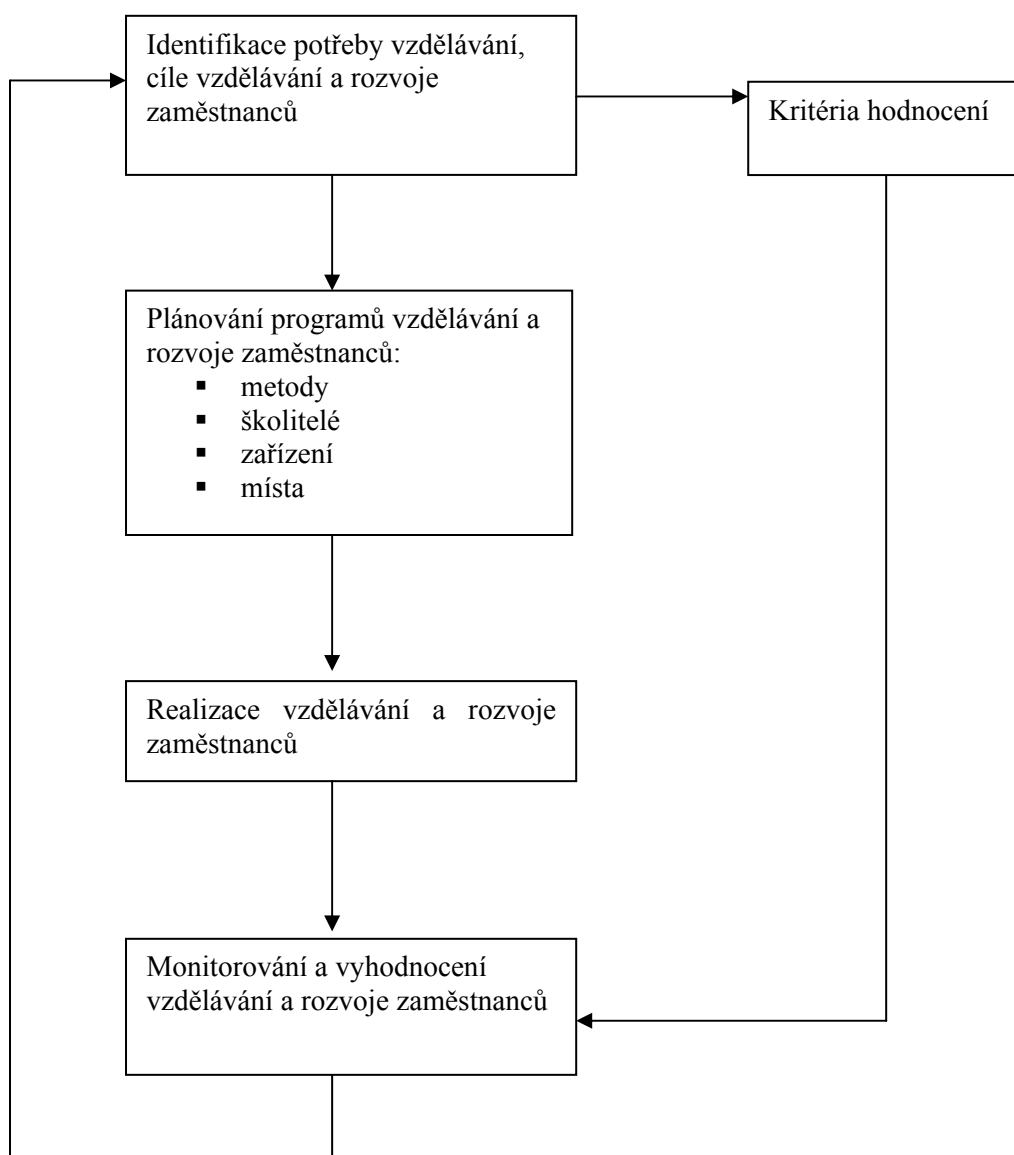 Identifikace potřeby vzdělávání,
cíle vzdělávání a rozvoje
zaměstnanců
Kritéria hodnocení
Plánování programů vzdělávání a
rozvoje zaměstnanců:
▪ metody
▪ školitelé
▪ zařízení
▪ místa
Realizace vzdělávání a rozvoje
zaměstnanců
Monitorování a vyhodnocení
vzdělávání a rozvoje zaměstnanců